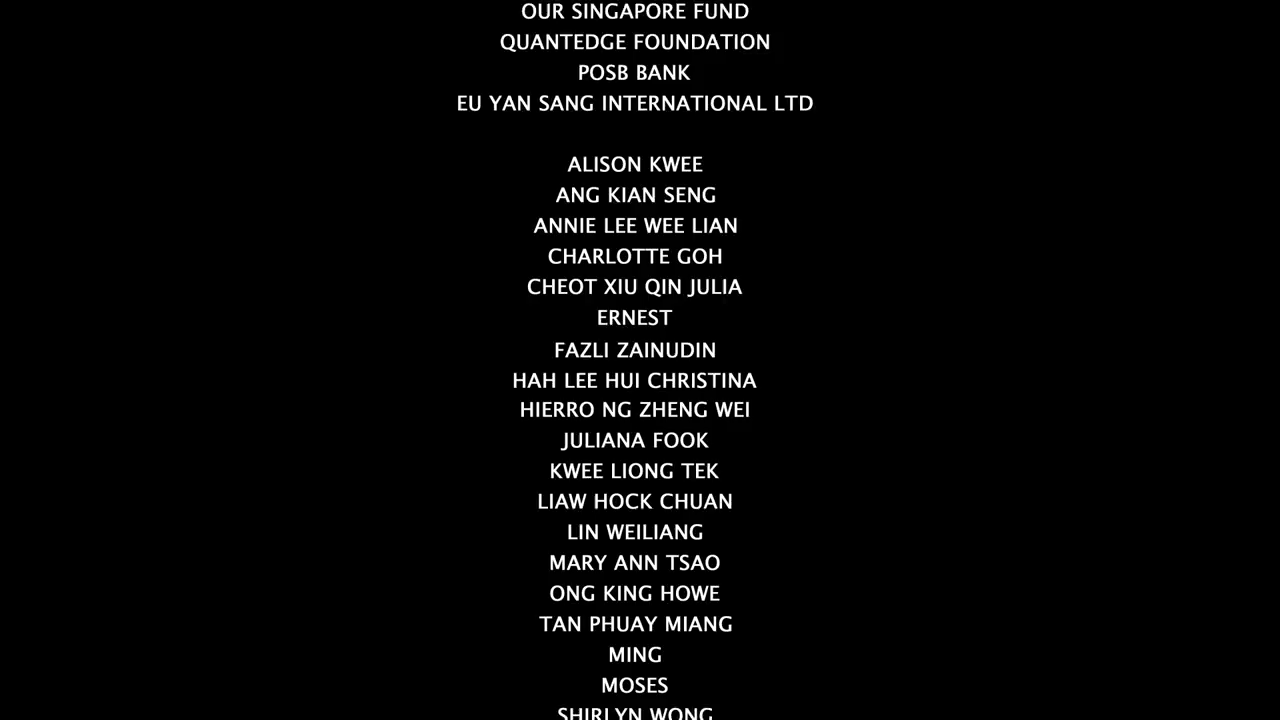 OUR SINGAPORE FUND
QUANTEDGE FOUNDATION
POSB BANK
EU YAN SANG INTERNATIONAL LTD
ALISON KWEE
ANG KIAN SENG
ANNIE LEE WEE LIAN
CHARLOTTE GOH
CHEOT XIU QIN JULIA
ERNEST
FAZLI ZAINUDIN
HAH LEE HUI CHRISTINA
HIERRO NG ZHENG WEI
JULIANA FOOK
KWEE LIONG TEK
LIAW HOCK CHUAN
LIN WEILIANG
MARY ANN TSAO
ONG KING HOWE
TAN PHUAY MIANG
MING
MOSES
SHIRLYN WONG